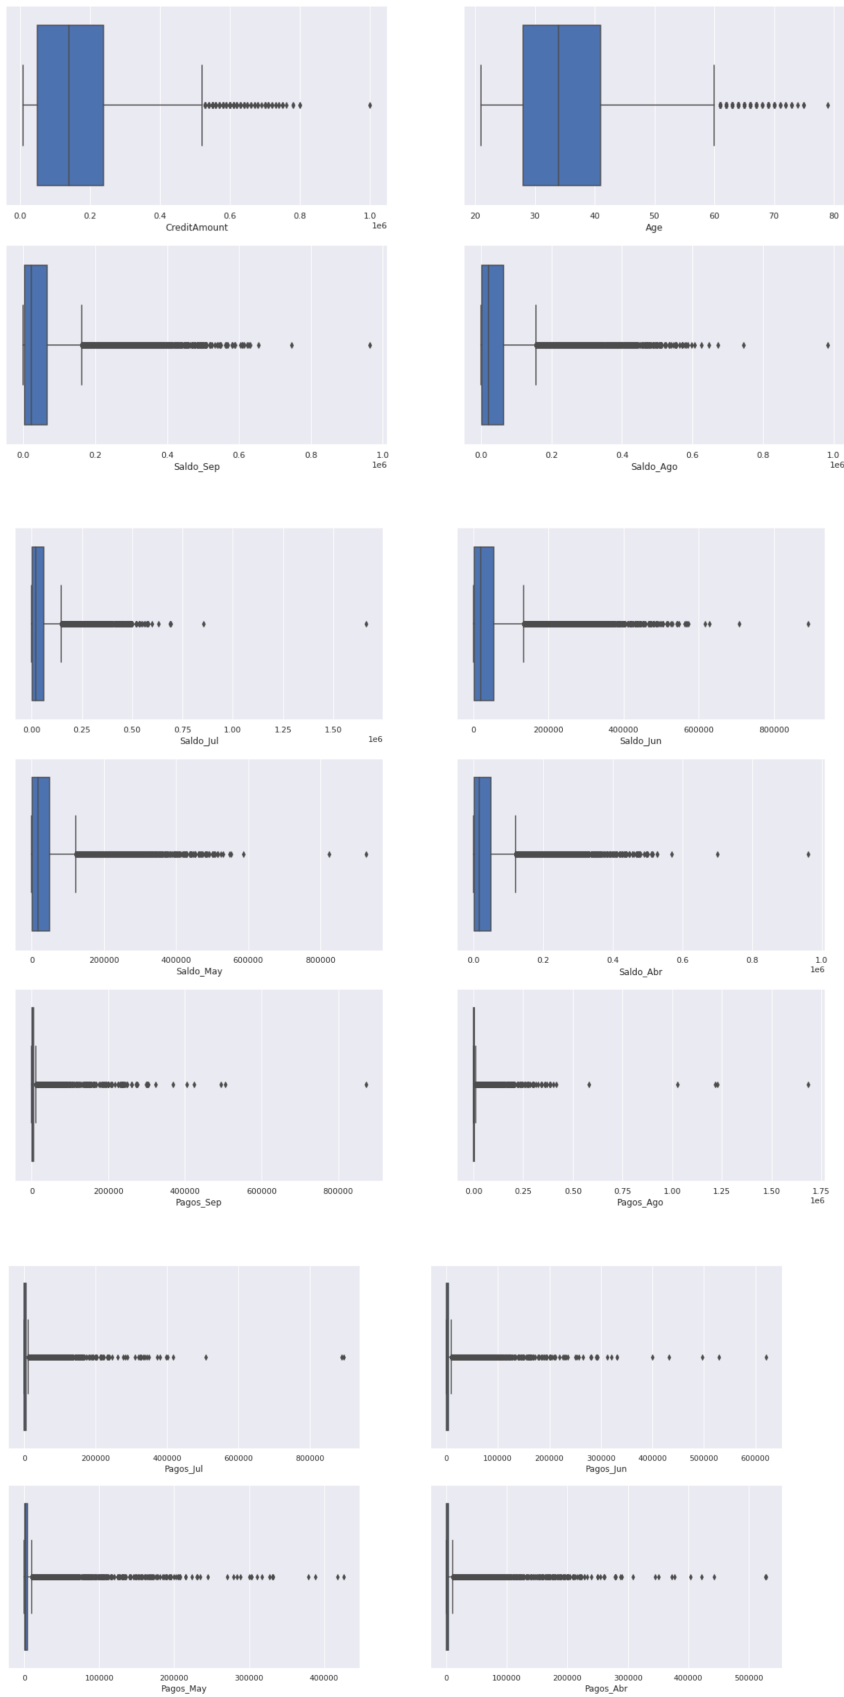 0.0 0.2 0.4 0.6 0.8 1.0
1e6
CreditAmount
20 30 40 50 60 70 80
Age
0.0 0.2 0.4 0.6 0.8 1.0
1e6
Saldo_Sep
0.0 0.2 0.4 0.6 0.8 1.0
1e6
Saldo_Ago
0.00 0.25 0.50 0.75 1.00 1.25 1.50
1e6
Saldo_Jul
0 200000 400000 600000 800000
Saldo_Jun
0 200000 400000 600000 800000
Saldo_May
0.0 0.2 0.4 0.6 0.8 1.0
1e6
Saldo_Abr
0 200000 400000 600000 800000
Pagos_Sep
0.00 0.25 0.50 0.75 1.00 1.25 1.50 1.75
1e6
Pagos_Ago
0 200000 400000 600000 800000
Pagos_Jul
0 100000 200000 300000 400000 500000 600000
Pagos_Jun
0 100000 200000 300000 400000
Pagos_May
0 100000 200000 300000 400000 500000
Pagos_Abr